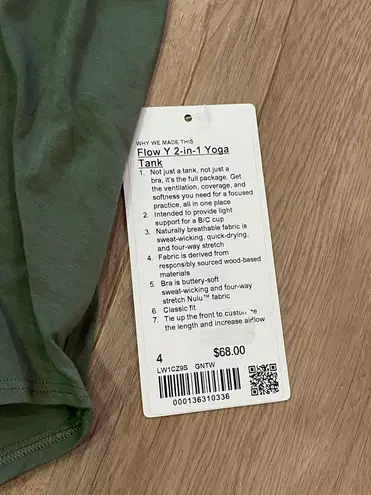 WHY WE MADE THIS
Flow Y 2-in-1 Yoga
Tank
1. Not just a tank, not just a
bra, it's the full package. Get
the ventilation, coverage, and
softness you need for a focused
practice, all in one place
2. Intended to provide light
support for a B/C cup
3. Naturally breathable fabric is
sweat-wicking, quick-drying,
and four-way stretch
4. Fabric is derived from
responsibly sourced wood-based
materials
5. Bra is buttery-soft
sweat-wicking and four-way
stretch Nulu™ fabric
6. Classic fit
7. Tie up the front to
the length and increase airflow
4 $68.00
LW1CZ9S GNTW
000136310336